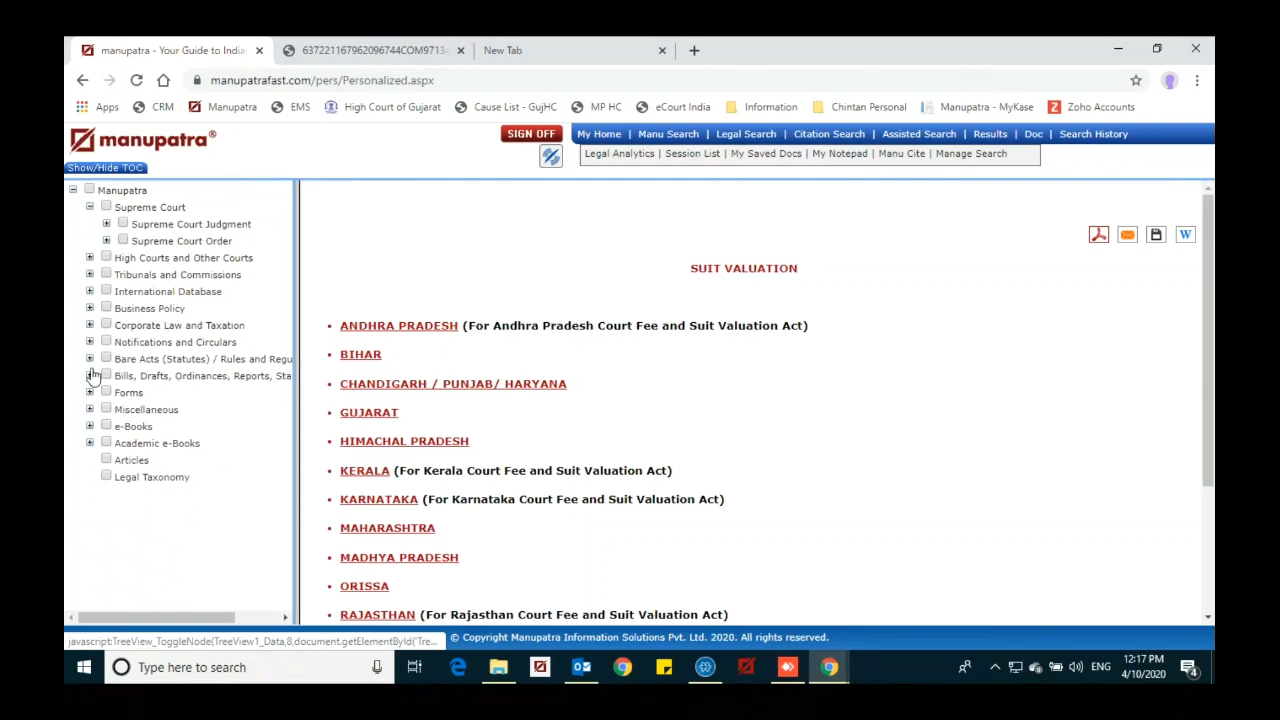 manupatra - Your Guide to India
637221167962096744COM9713
New Tab
manupatrafast.com/pers/Personalized.aspx
Apps CRM Manupatra EMS High Court of Gujarat Cause List - GujHC MP HC eCourt India Information Chintan Personal Manupatra - MyKase Zoho Accounts
manupatra®
SIGN OFF
My Home | Manu Search | Legal Search | Citation Search | Assisted Search | Results | Doc | Search History
Legal Analytics | Session List | My Saved Docs | My Notepad | Manu Cite | Manage Search
Show/Hide TOC
Manupatra
Supreme Court
Supreme Court Judgment
Supreme Court Order
High Courts and Other Courts
Tribunals and Commissions
International Database
Business Policy
Corporate Law and Taxation
Notifications and Circulars
Bare Acts (Statutes) / Rules and Regu
Bills, Drafts, Ordinances, Reports, Sta
Forms
Miscellaneous
e-Books
Academic e-Books
Articles
Legal Taxonomy
SUIT VALUATION
• ANDHRA PRADESH (For Andhra Pradesh Court Fee and Suit Valuation Act)
• BIHAR
• CHANDIGARH / PUNJAB/ HARYANA
• GUJARAT
• HIMACHAL PRADESH
• KERALA (For Kerala Court Fee and Suit Valuation Act)
• KARNATAKA (For Karnataka Court Fee and Suit Valuation Act)
• MAHARASHTRA
• MADHYA PRADESH
• ORISSA
• RAJASTHAN (For Rajasthan Court Fee and Suit Valuation Act)
javascript:TreeView_ToggleNode(TreeView1_Data,8,document.getElementById('Tre...
© Copyright Manupatra Information Solutions Pvt. Ltd. 2020. All rights reserved.
Type here to search
ENG
12:17 PM
4/10/2020
4